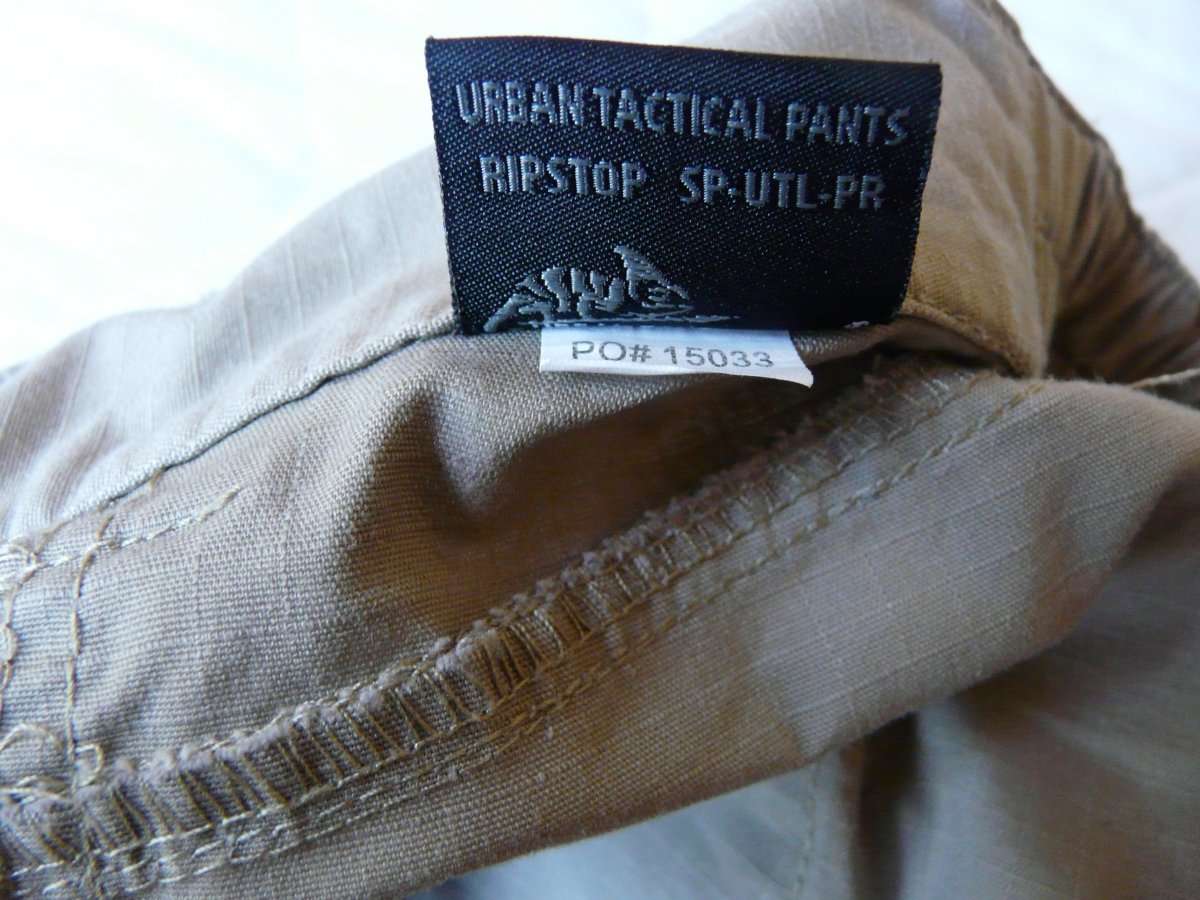 URBAN TACTICAL PANTS
RIPSTOP SP-UTL-PR
PO# 15033